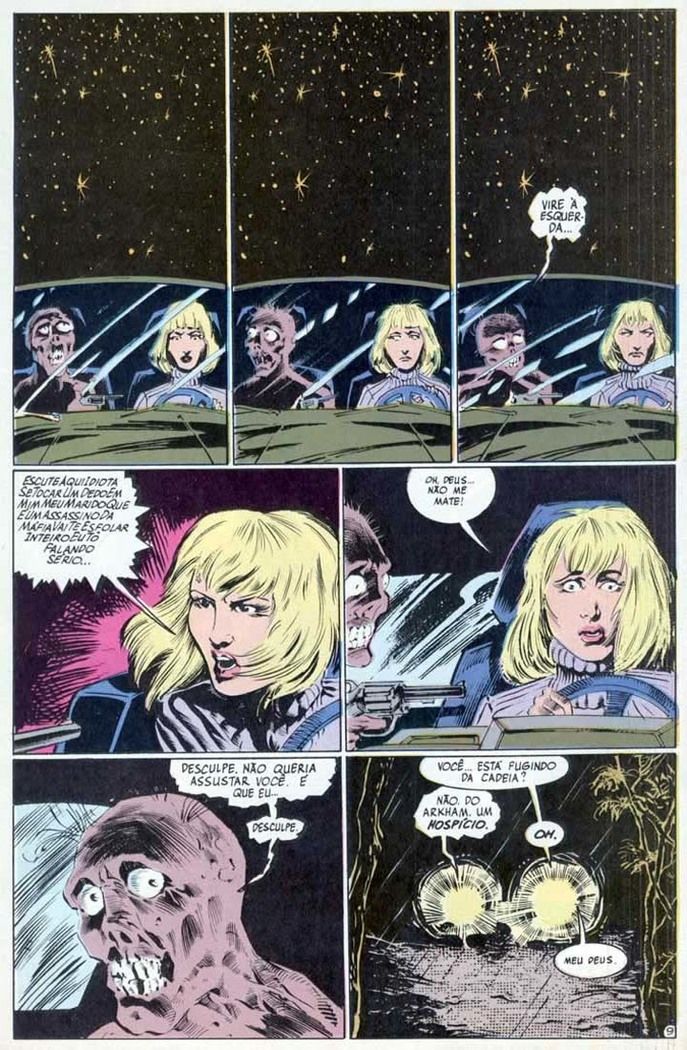 VIRE À
ESQUER-
DA...
ESCUTE AQUI IDIOTA
SE TOCAR UM DEDO EM
MIM MEU MARIDO QUE
É UM ASSASSINO DA
MÁFIA VAI TE ESFOLAR
INTEIRO EU TÔ
FALANDO
SÉRIO...
OH, DEUS...
NÃO ME
MATE!
DESCULPE. NÃO QUERIA
ASSUSTAR VOCÊ. É
QUE EU...
DESCULPE.
VOCÊ... ESTÁ FUGINDO
DA CADEIA?
NÃO. DO
ARKHAM. UM
HOSPÍCIO.
OH.
MEU DEUS.
9